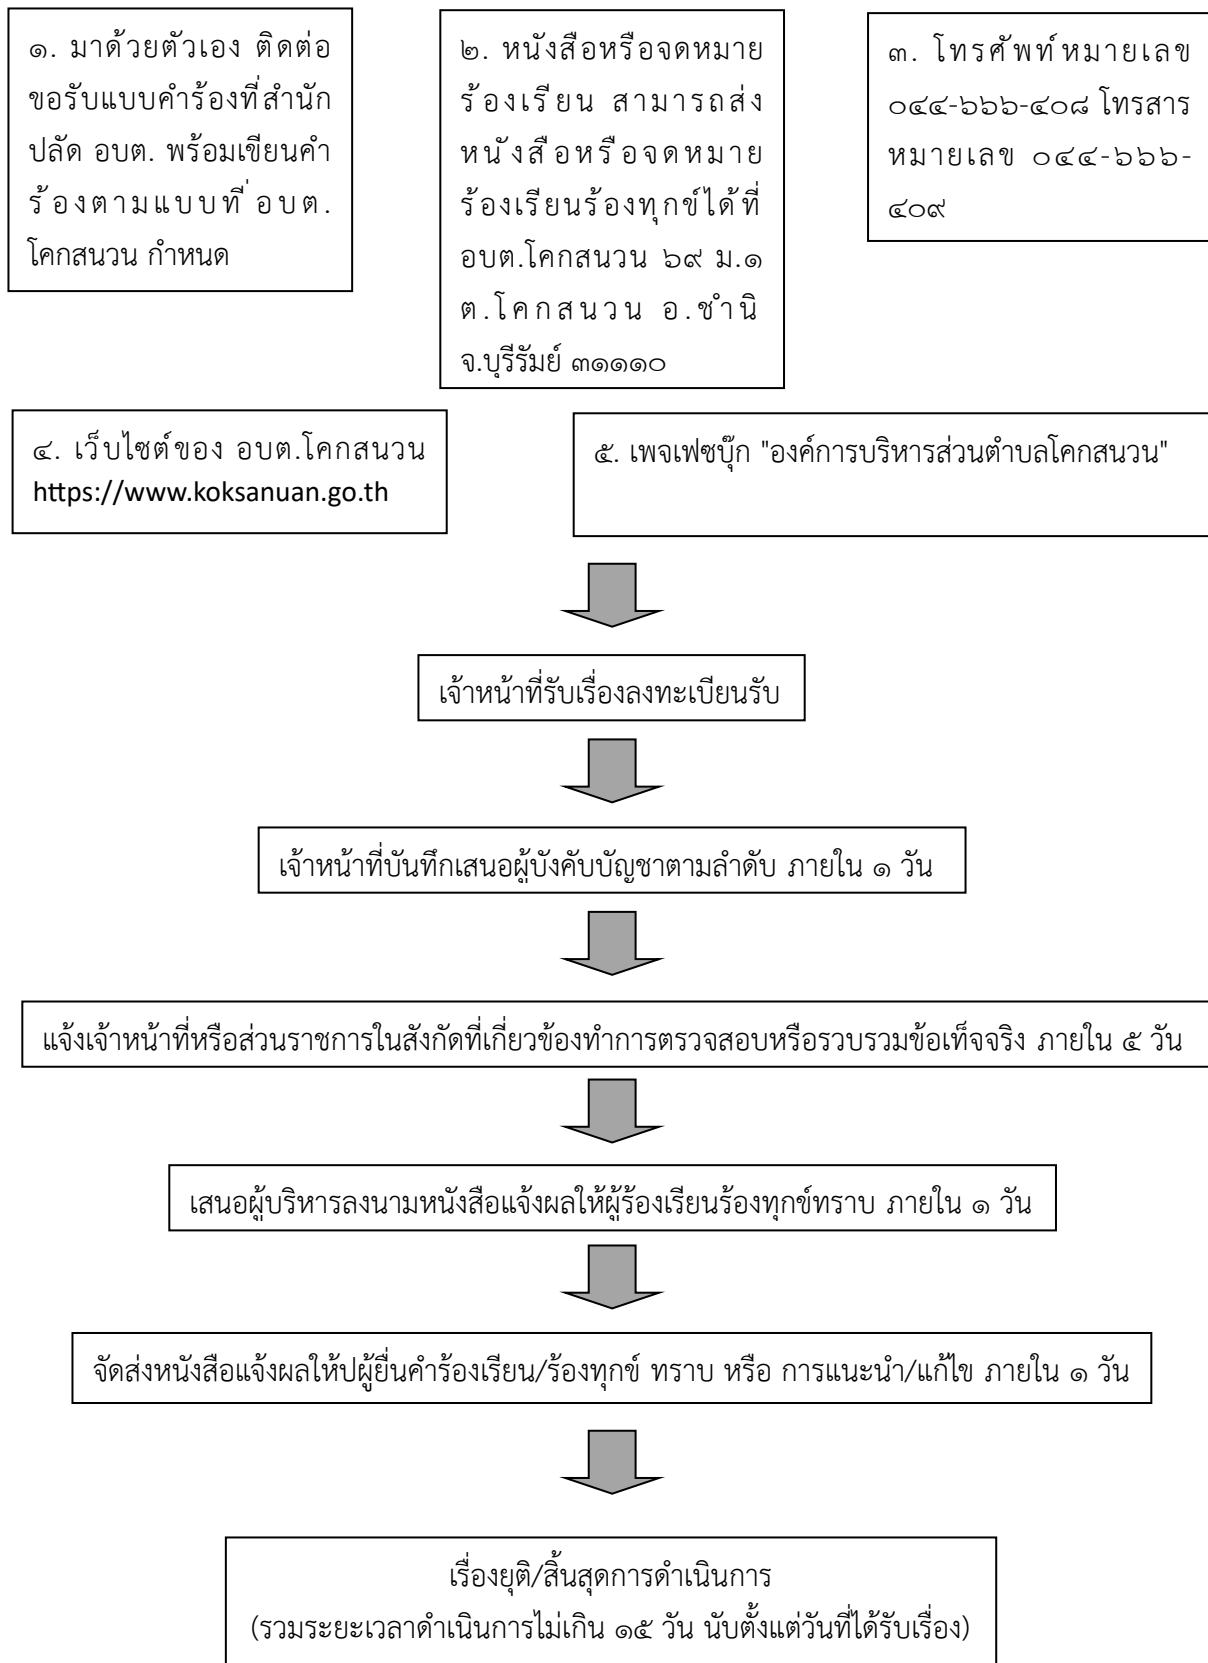 ๑. มาด้วยตัวเอง ติดต่อ
ขอรับแบบคำร้องที่สำนัก
ปลัด อบต. พร้อมเขียนคำ
ร้องตามแบบที่อบต.
โคกสนวน กำหนด
๒. หนังสือหรือจดหมาย
ร้องเรียน สามารถส่ง
หนังสือหรือจดหมาย
ร้องเรียนร้องทุกข์ได้ที่
อบต.โคกสนวน ๖๙ ม.๑
ต.โคกสนวน อ.ชำนิ
จ.บุรีรัมย์ ๓๑๑๑๐
๓. โทรศัพท์หมายเลข
๐๔๔-๖๖๖-๔๐๘ โทรสาร
หมายเลข ๐๔๔-๖๖๖-
๔๐๙
๔. เว็บไซต์ของ อบต.โคกสนวน
https://www.koksanuan.go.th
๕. เพจเฟซบุ๊ก "องค์การบริหารส่วนตำบลโคกสนวน"
เจ้าหน้าที่รับเรื่องลงทะเบียนรับ
เจ้าหน้าที่บันทึกเสนอผู้บังคับบัญชาตามลำดับ ภายใน ๑ วัน
แจ้งเจ้าหน้าที่หรือส่วนราชการในสังกัดที่เกี่ยวข้องทำการตรวจสอบหรือรวบรวมข้อเท็จจริง ภายใน ๕ วัน
เสนอผู้บริหารลงนามหนังสือแจ้งผลให้ผู้ร้องเรียนร้องทุกข์ทราบ ภายใน ๑ วัน
จัดส่งหนังสือแจ้งผลให้ปผู้ยื่นคำร้องเรียน/ร้องทุกข์ ทราบ หรือ การแนะนำ/แก้ไข ภายใน ๑ วัน
เรื่องยุติ/สิ้นสุดการดำเนินการ
(รวมระยะเวลาดำเนินการไม่เกิน ๑๕ วัน นับตั้งแต่วันที่ได้รับเรื่อง)